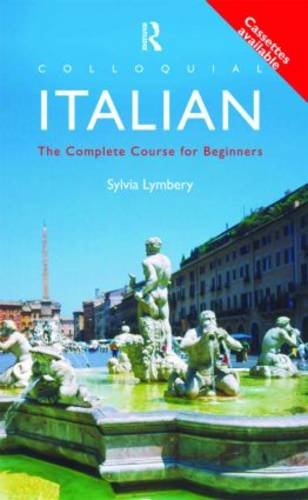 Cassettes
available
R
COLLOQUIAL
ITALIAN
The Complete Course for Beginners
Sylvia Lymbery